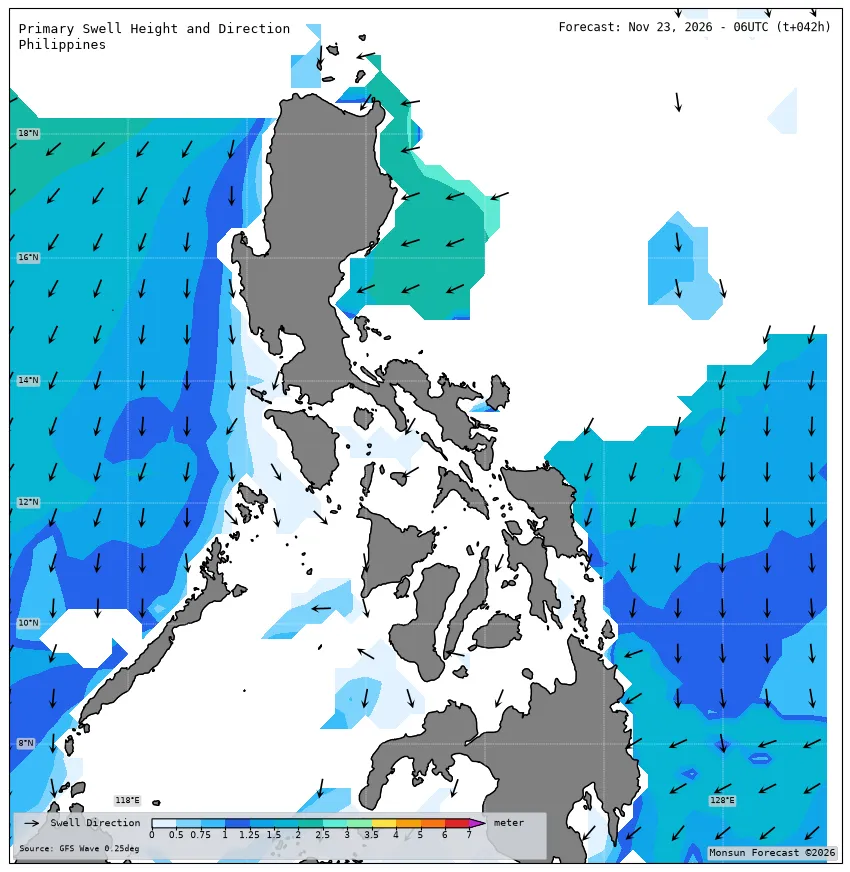 Primary Swell Height and Direction
Philippines
Forecast: Nov 23, 2026 - 06UTC (t+042h)
18°N
16°N
14°N
12°N
10°N
8°N
118°E
128°E
Swell Direction
0 0.5 0.75 1 1.25 1.5 2 2.5 3 3.5 4 5 6 7
meter
Source: GFS Wave 0.25deg
Monsun Forecast ©2026